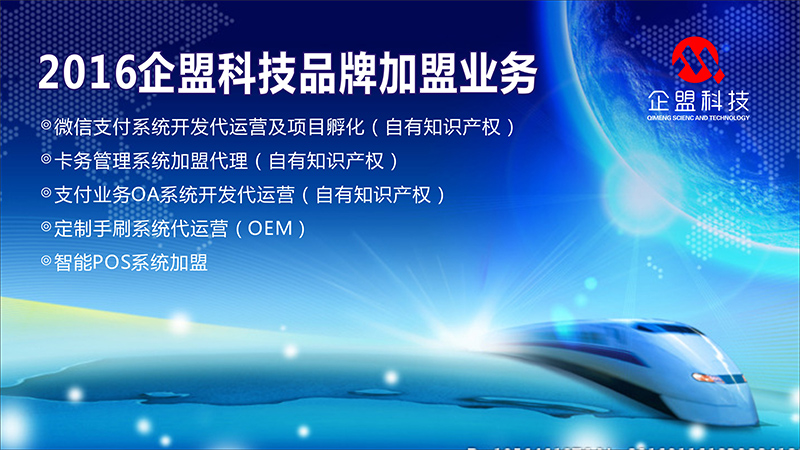 2016企盟科技品牌加盟业务
企盟科技
QIMENG SCIENC AND TECHNOLOGY
◎微信支付系统开发代运营及项目孵化（自有知识产权）
◎卡务管理系统加盟代理（自有知识产权）
◎支付业务OA系统开发代运营（自有知识产权）
◎定制手刷系统代运营（OEM）
◎智能POS系统加盟